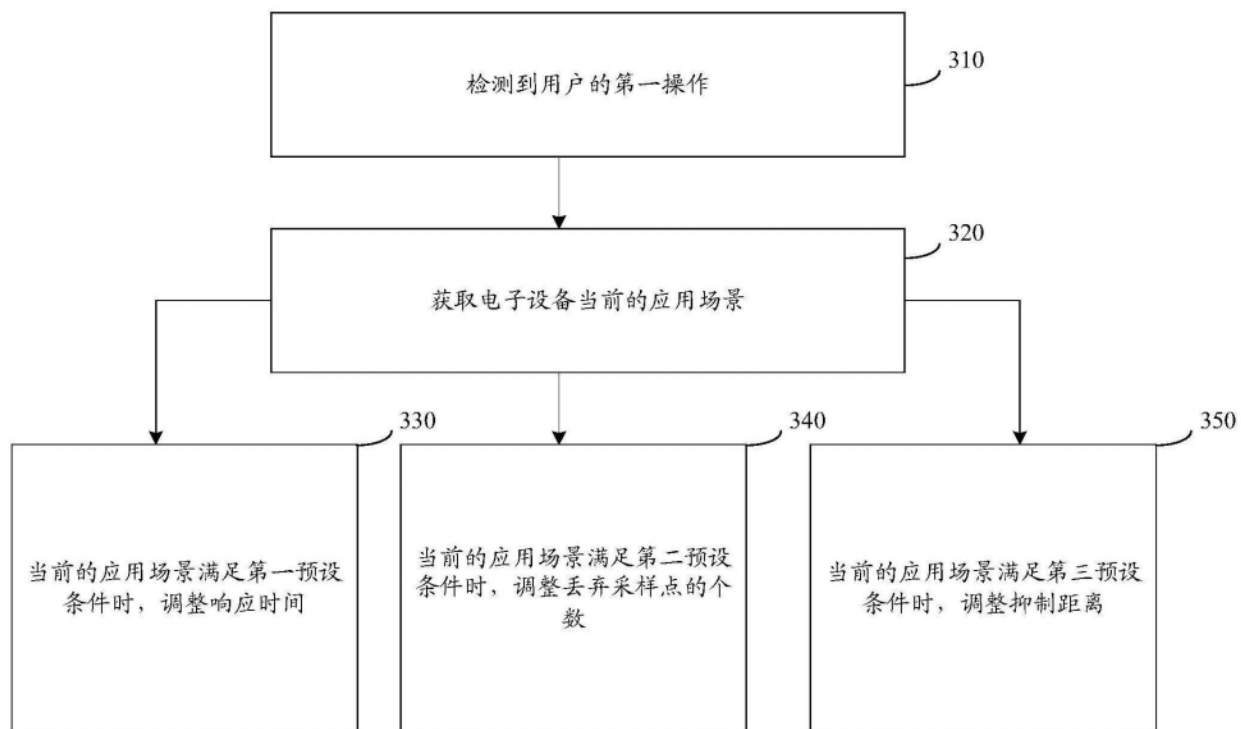 检测到用户的第一操作
310
获取电子设备当前的应用场景
320
330
当前的应用场景满足第一预设
条件时，调整响应时间
340
当前的应用场景满足第二预设
条件时，调整丢弃采样点的个
数
350
当前的应用场景满足第三预设
条件时，调整抑制距离